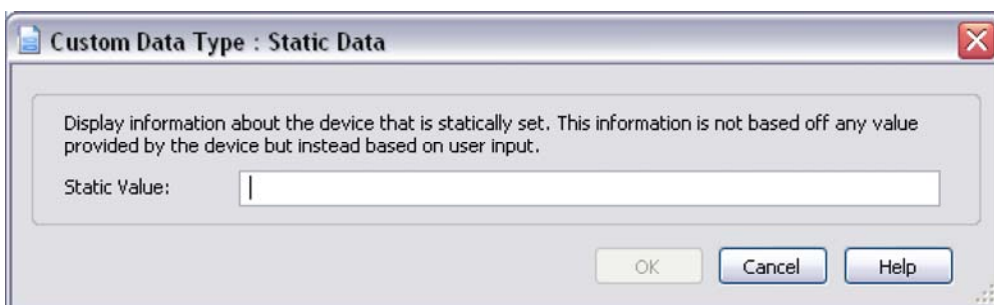 Custom Data Type : Static Data
Display information about the device that is statically set. This information is not based off any value
provided by the device but instead based on user input.
Static Value:
OK Cancel Help